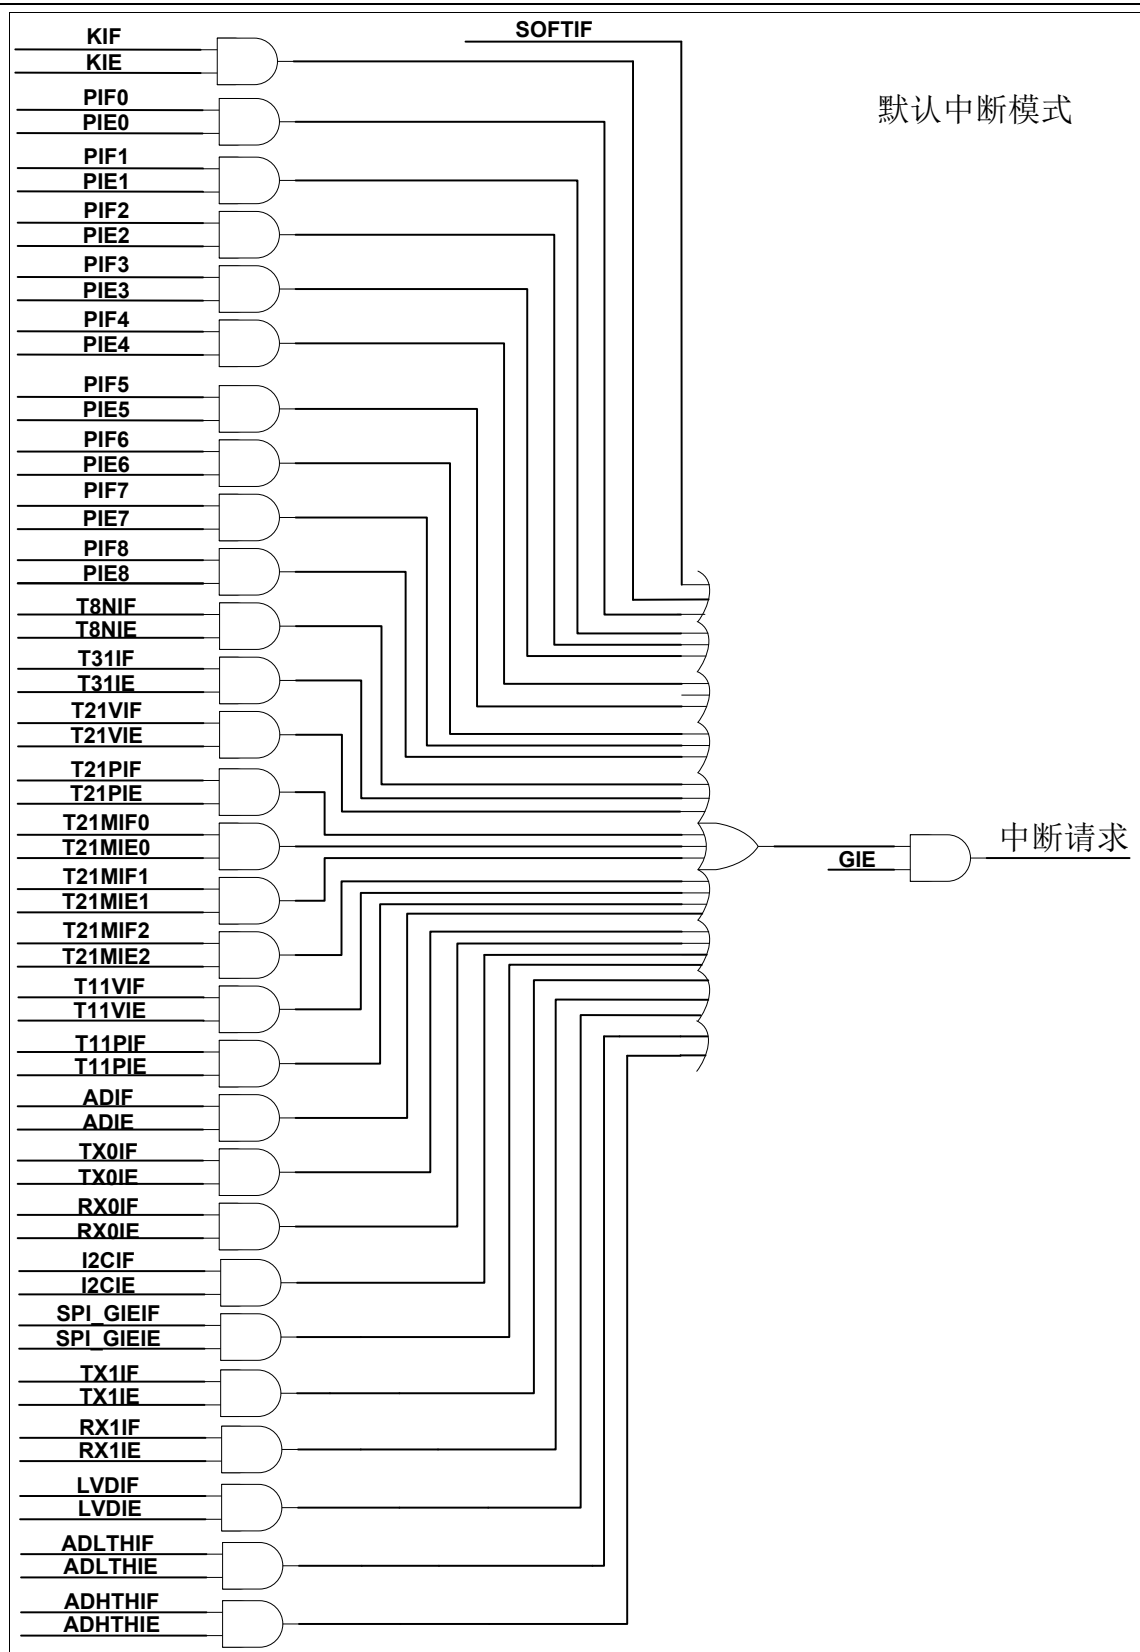 SOFTIF
KIF
KIE
PIF0
PIE0
默认中断模式
PIF1
PIE1
PIF2
PIE2
PIF3
PIE3
PIF4
PIE4
PIF5
PIE5
PIF6
PIE6
PIF7
PIE7
PIF8
PIE8
T8NIF
T8NIE
T31IF
T31IE
T21VIF
T21VIE
T21PIF
T21PIE
T21MIF0
T21MIE0
GIE
中断请求
T21MIF1
T21MIE1
T21MIF2
T21MIE2
T11VIF
T11VIE
T11PIF
T11PIE
ADIF
ADIE
TX0IF
TX0IE
RX0IF
RX0IE
I2CIF
I2CIE
SPI_GIEIF
SPI_GIEIE
TX1IF
TX1IE
RX1IF
RX1IE
LVDIF
LVDIE
ADLTHIF
ADLTHIE
ADHTHIF
ADHTHIE